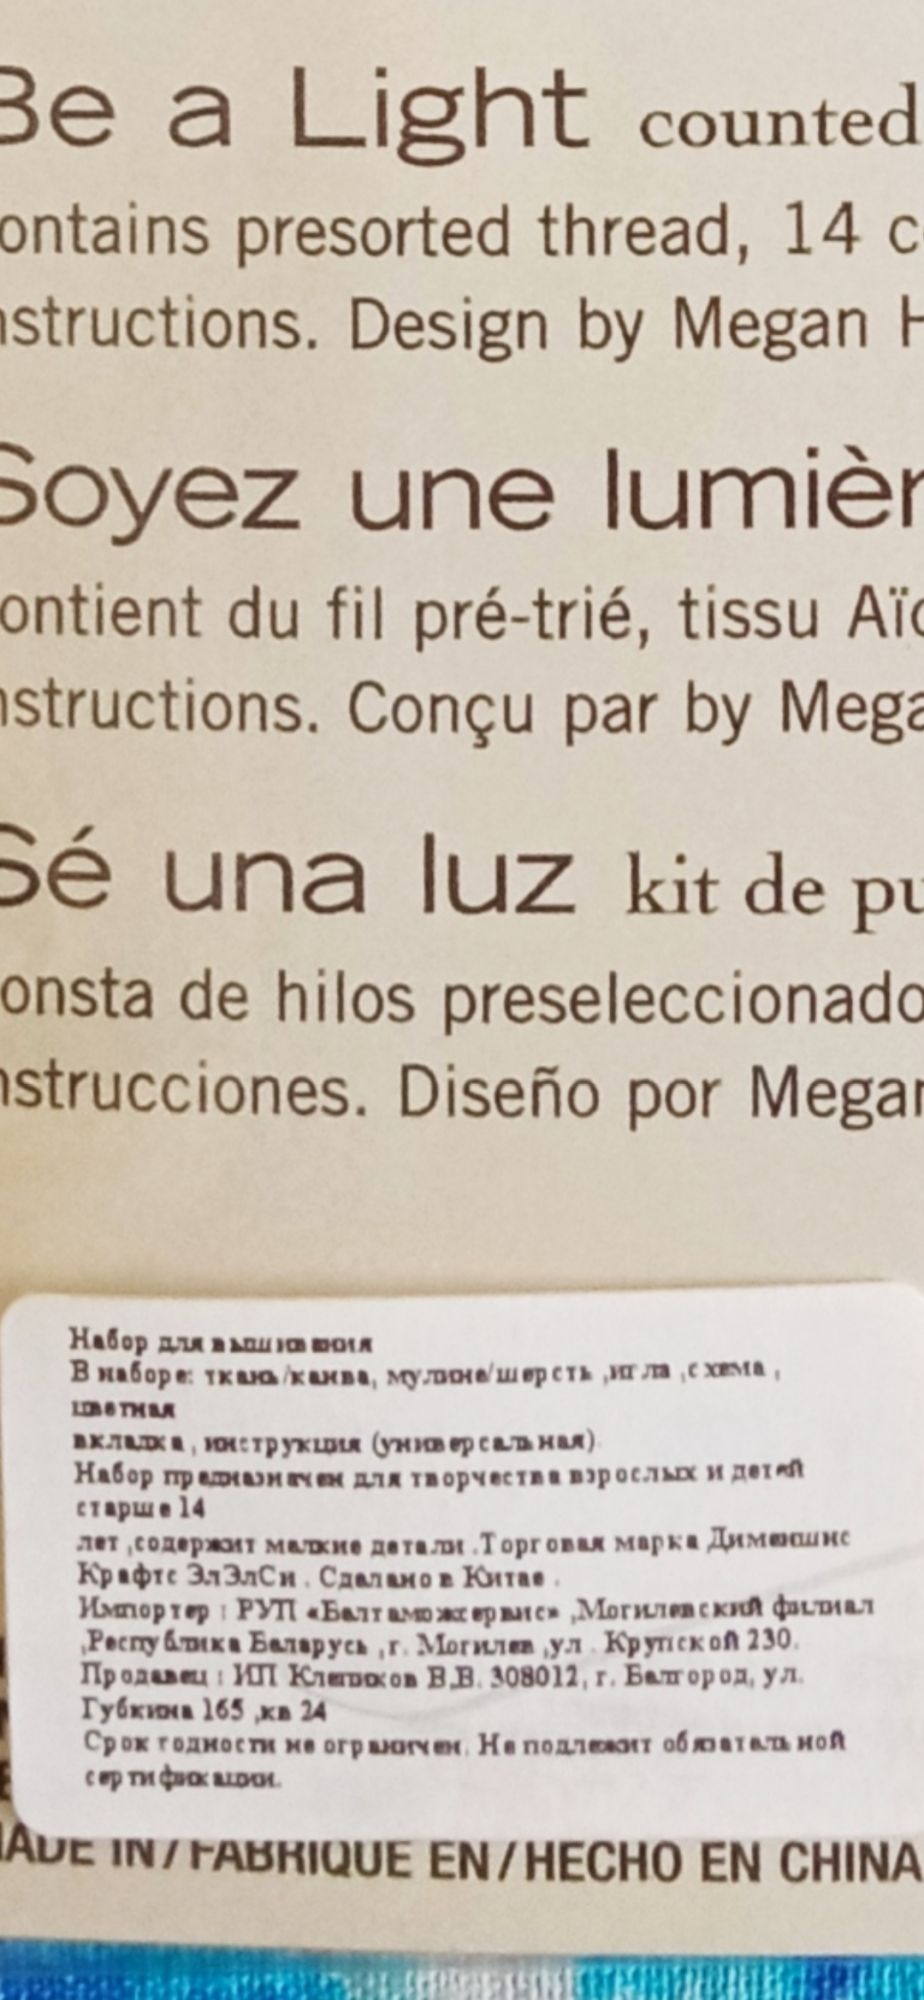 Be a Light counted
ontains presorted thread, 14 c
nstructions. Design by Megan H
Soyez une lumièr
ontient du fil pré-trié, tissu Aïd
nstructions. Conçu par by Mega
Sé una luz kit de pu
onsta de hilos preseleccionado
nstrucciones. Diseño por Megan
Набор для вышивания
В наборе: ткань/канва, мулине/шерсть ,игла ,схема ,
цветная
вкладка , инструкция (универсальная).
Набор предназначен для творчества взрослых и детей
старше 14
лет ,содержит мелкие детали .Торговая марка Дименшнс
Крафтс ЭлЭлСи . Сделано в Китае .
Импортер : РУП «Белтаможсервис» ,Могилевский филиал
,Республика Беларусь ,г. Могилев ,ул . Крупской 230.
Продавец : ИП Клепиков В.В. 308012, г. Белгород, ул.
Губкина 165 ,кв 24
Срок годности не ограничен. Не подлежит обязательной
сертификации.
MADE IN/FABRIQUE EN/HECHO EN CHINA